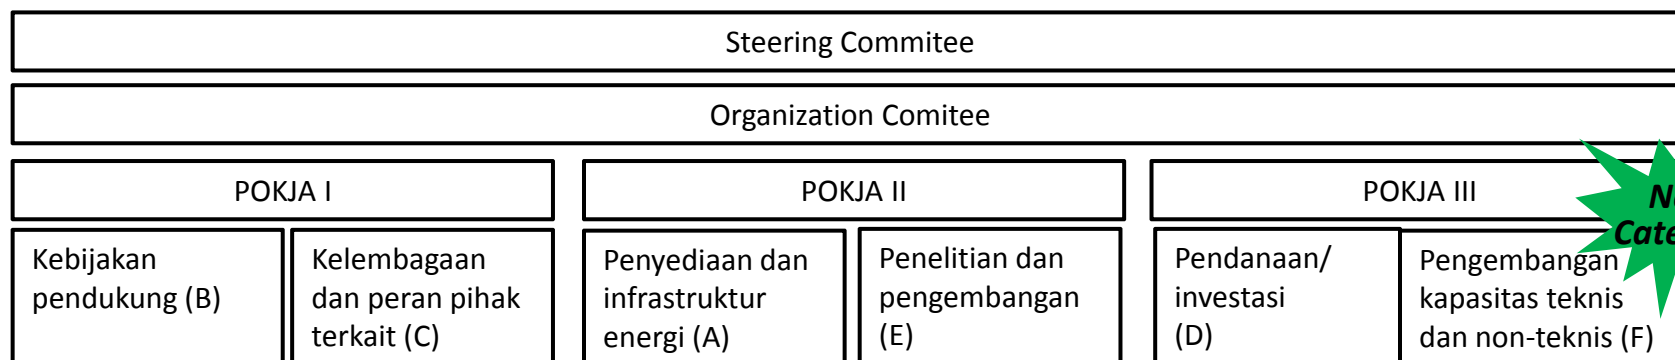 Steering Commitee
Organization Comitee
POKJA I
POKJA II
POKJA III
Kebijakan
pendukung (B)
Kelembagaan
dan peran pihak
terkait (C)
Penyediaan dan
infrastruktur
energi (A)
Penelitian dan
pengembangan
(E)
Pendanaan/
investasi
(D)
Pengembangan
kapasitas teknis
dan non-teknis (F)